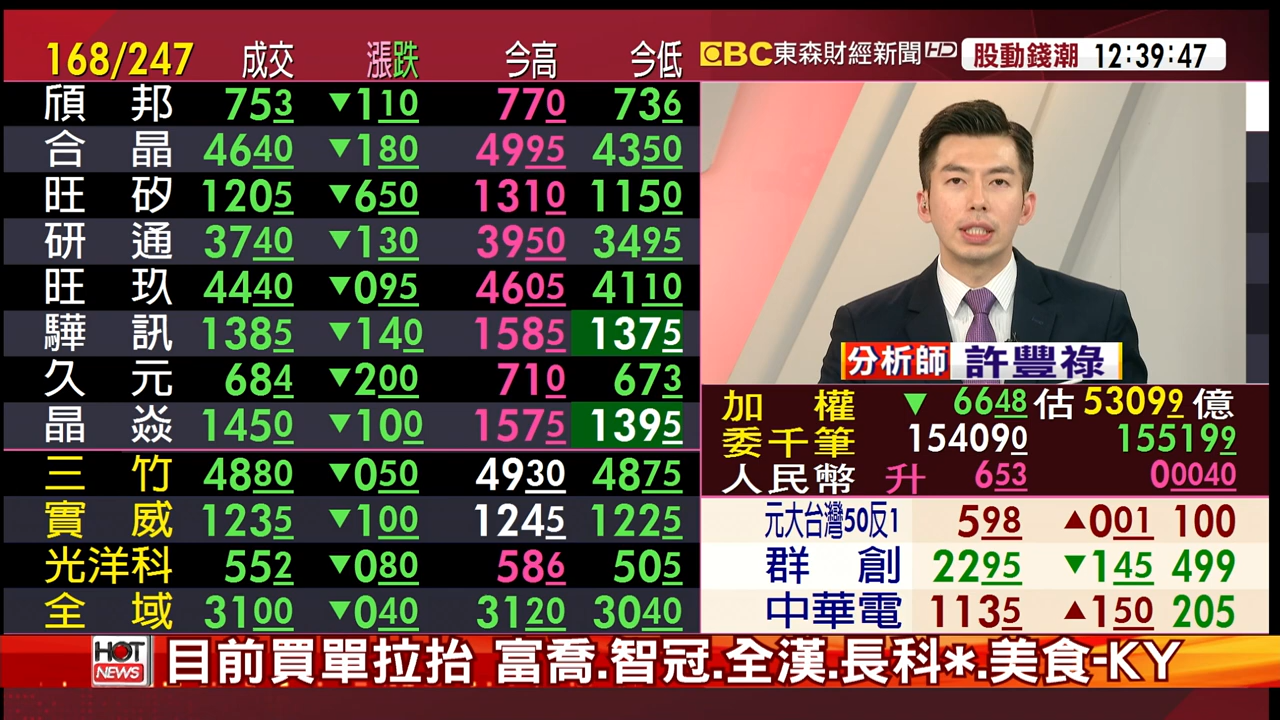 168/247 成交 漲跌 今高 今低
EBC東森財經新聞HD 股動錢潮 12:39:47
頎邦 753 ▼110 770 736
合晶 4640 ▼180 4995 4350
旺矽 1205 ▼650 1310 1150
研通 3740 ▼130 3950 3495
旺玖 4440 ▼095 4605 4110
驊訊 1385 ▼140 1585 1375
久元 684 ▼200 710 673
晶焱 1450 ▼100 1575 1395
三竹 4880 ▼050 4930 4875
實威 1235 ▼100 1245 1225
光洋科 552 ▼080 586 505
全域 3100 ▼040 3120 3040
分析師 許豐祿
加權 ▼ 6648 估 53099 億
委千筆 154090 155199
人民幣 升 653 00040
元大台灣50反1 598 ▲001 100
群創 2295 ▼145 499
中華電 1135 ▲150 205
HOT NEWS 目前買單拉抬 富喬.智冠.全漢.長科*.美食-KY